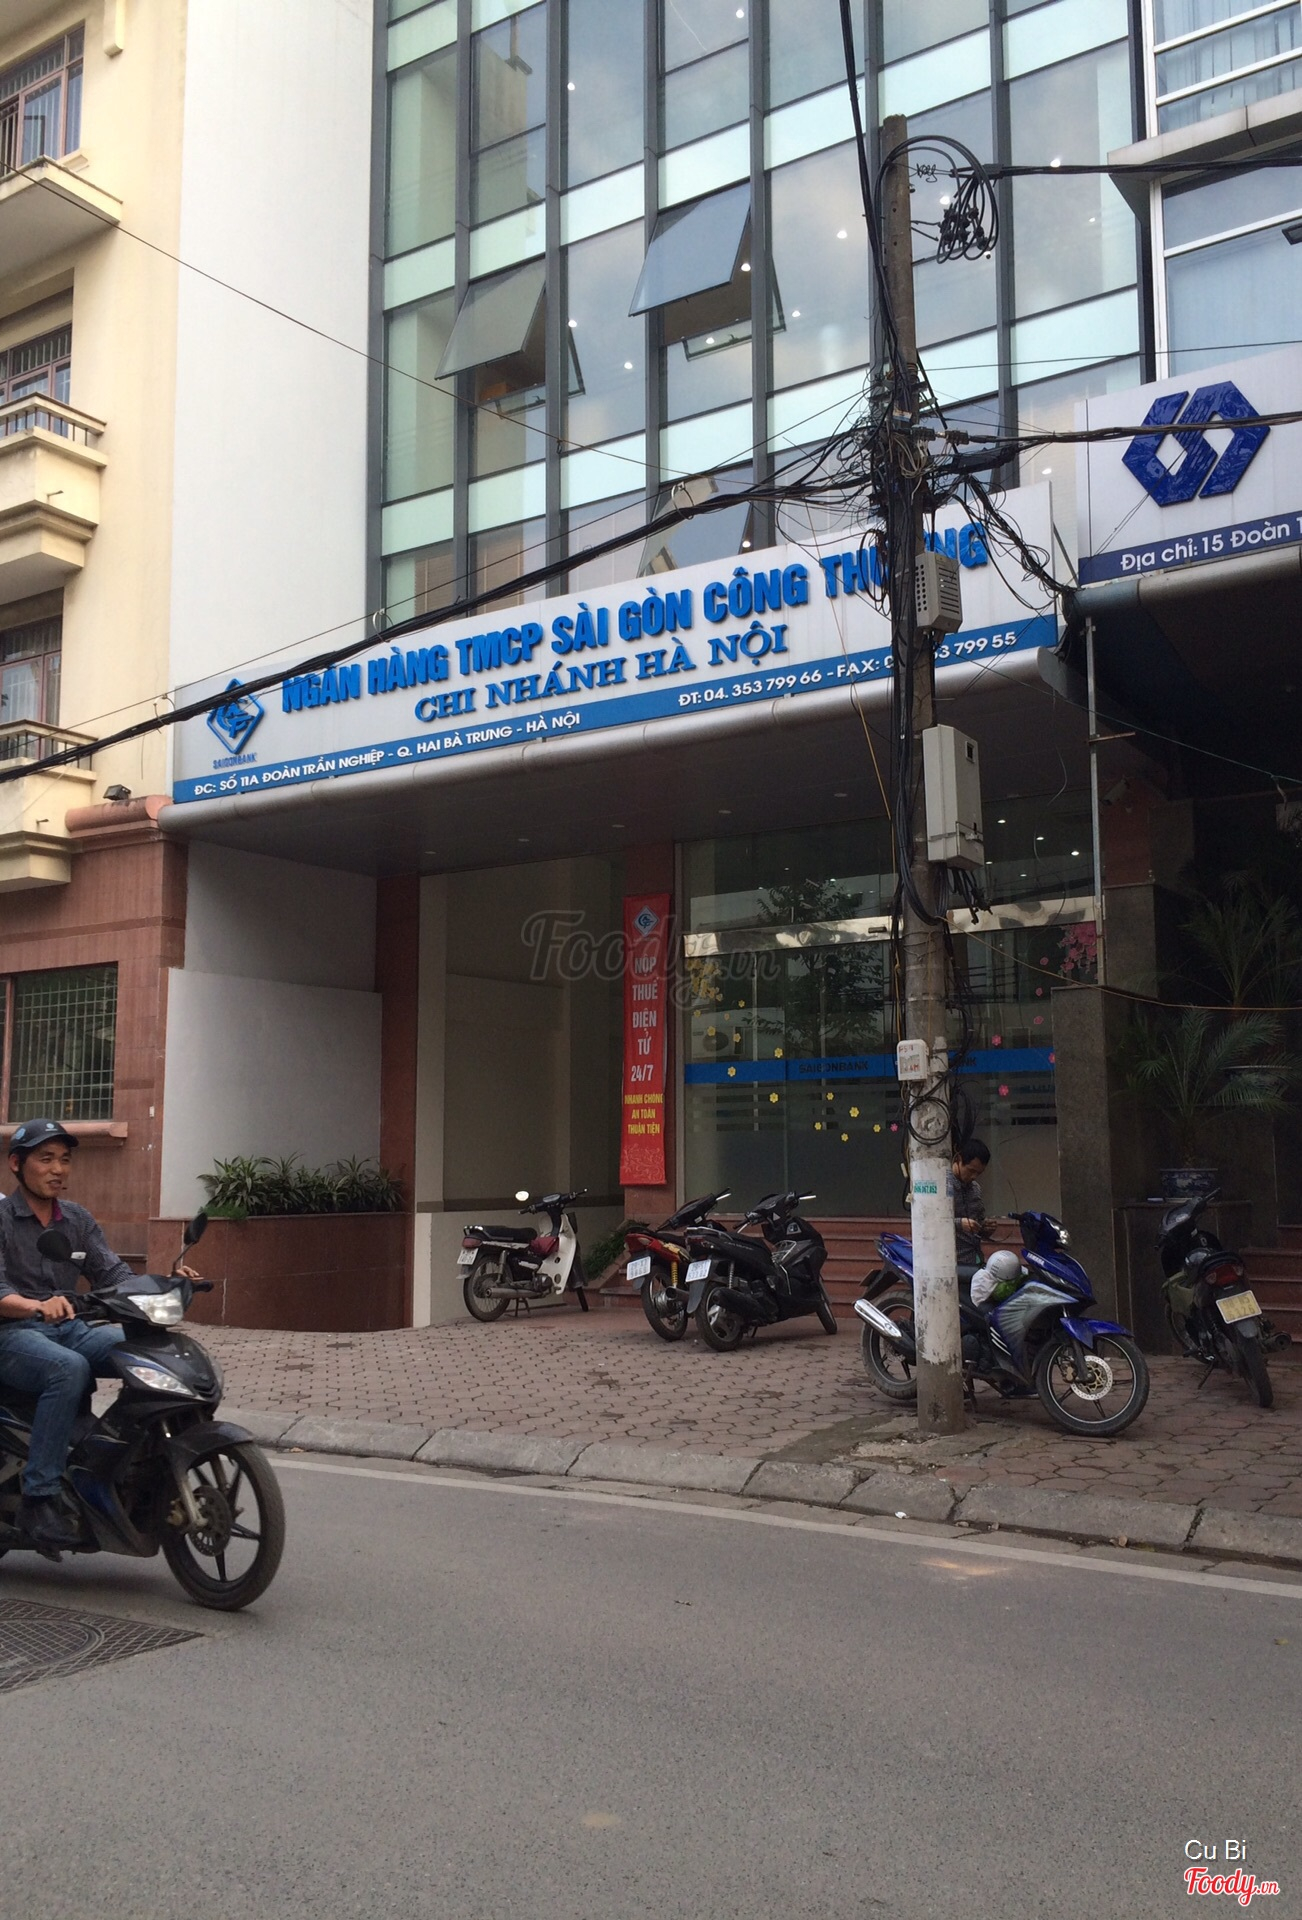 NGÂN HÀNG TMCP SÀI GÒN CÔNG
CHI NHÁNH HÀ NỘI
SAIGONBANK
ĐC: SỐ 11A ĐOÀN TRẦN NGHIỆP - Q. HAI BÀ TRƯNG - HÀ NỘI
ĐT: 04. 353 799 66 - FAX: 799 55
Địa chỉ: 15 Đoàn
NỘP
THUẾ
ĐIỆN
TỬ
24/7
NHANH CHÓNG
AN TOÀN
THUẬN TIỆN
SAIGONBANK
Foody.vn
Cu Bi
Foody.vn